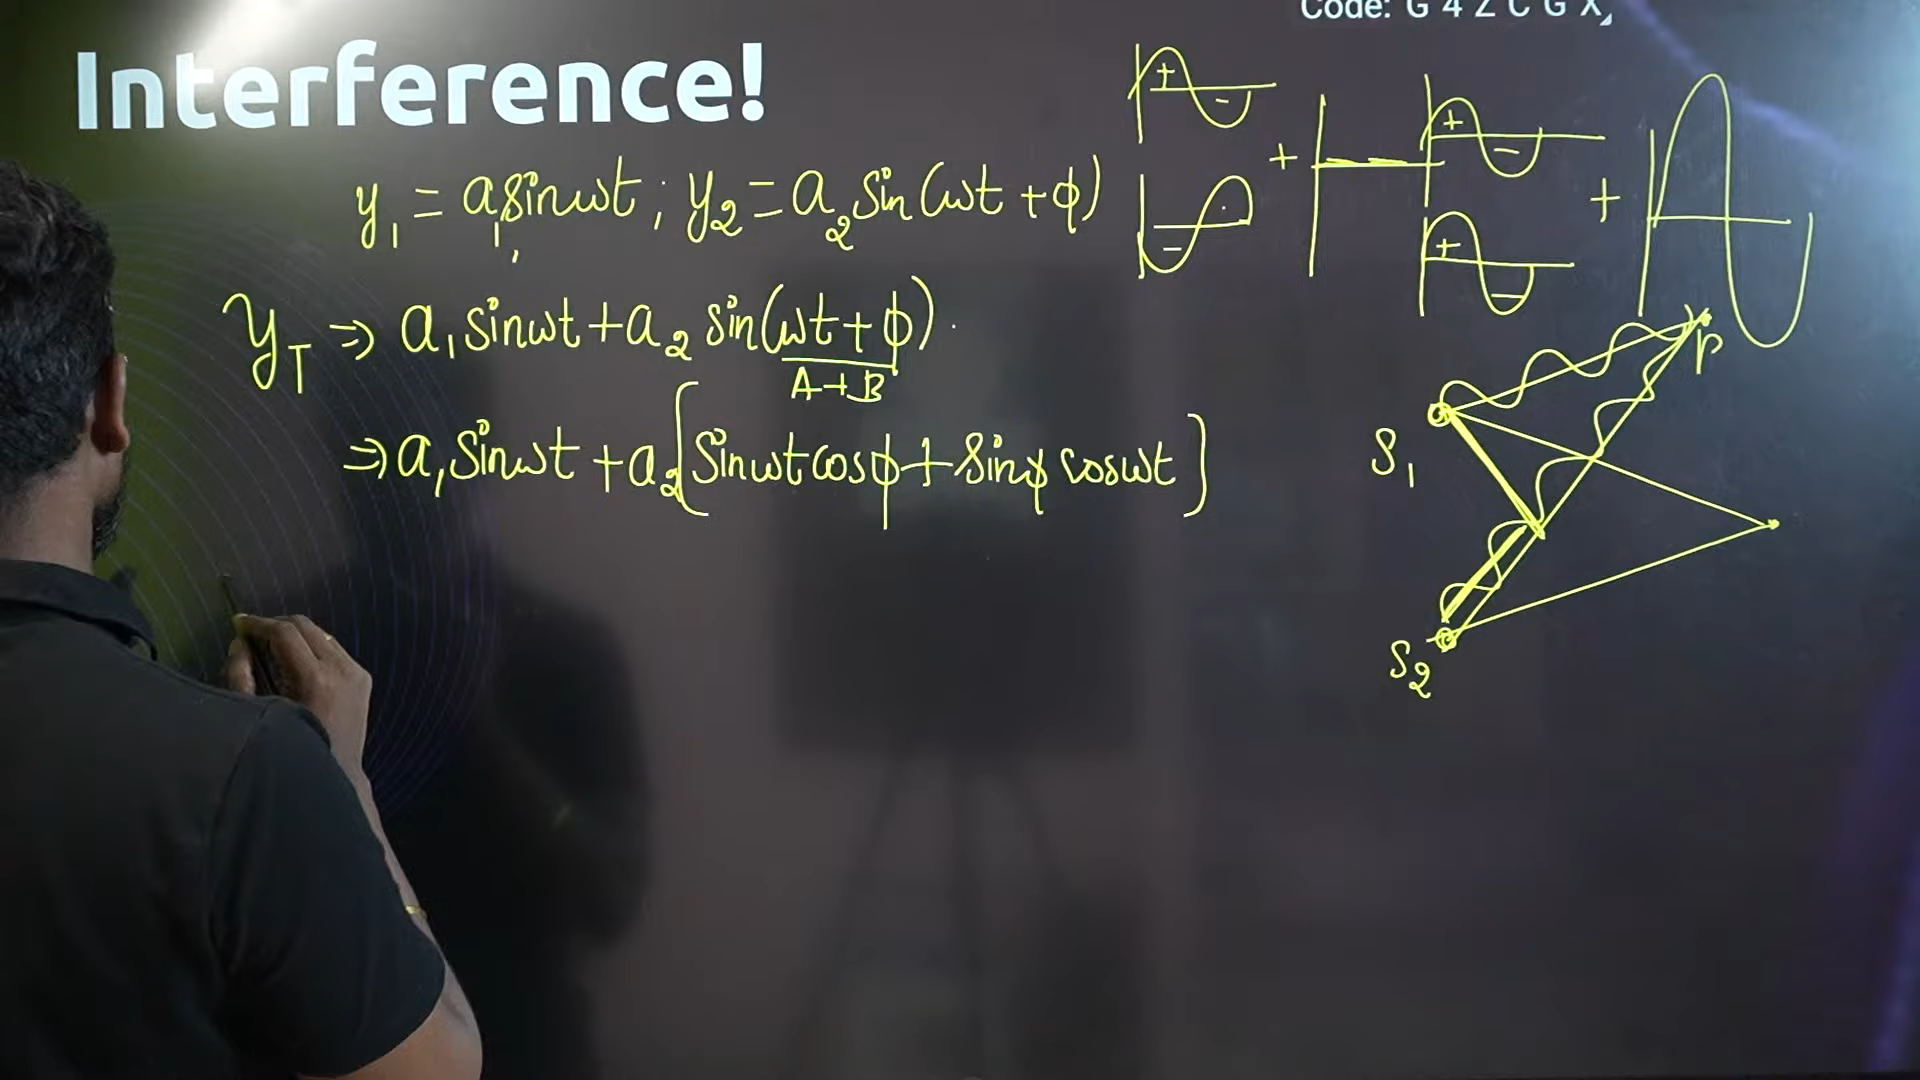 Code: G 4 Z C G X
Interference!
y₁ = a₁ sinωt ; y₂ = a₂ sin(ωt + φ)
y_T ⇒ a₁ sinωt + a₂ sin(ωt + φ)
A+B
⇒ a₁ sinωt + a₂ [sinωt cosφ + sinφ cosωt]
+ -
-
+
+ -
+ -
+
P
S₁
S₂